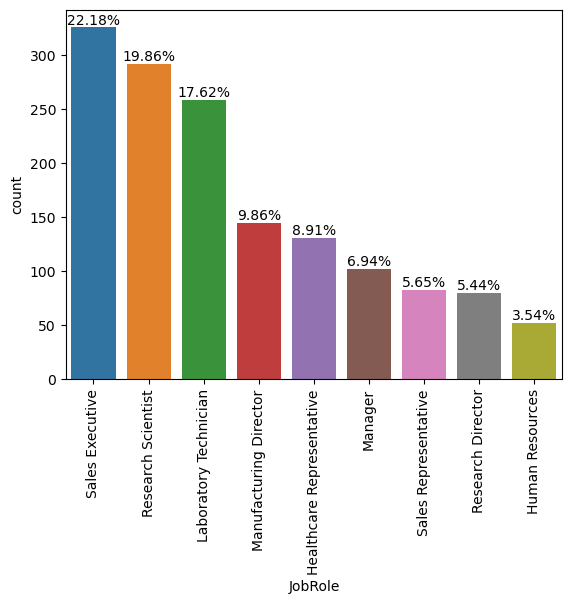 22.18%
19.86%
17.62%
9.86%
8.91%
6.94%
5.65%
5.44%
3.54%
count
300
250
200
150
100
50
0
Sales Executive
Research Scientist
Laboratory Technician
Manufacturing Director
Healthcare Representative
Manager
Sales Representative
Research Director
Human Resources
JobRole